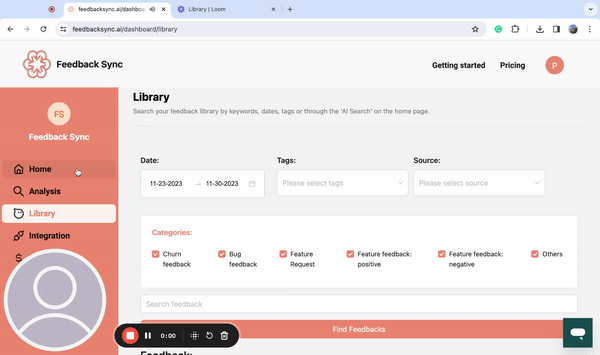 feedbacksync.ai/dashboa
Library | Loom
feedbacksync.ai/dashboard/library
Feedback Sync
Getting started
Pricing
P
FS
Feedback Sync
Home
Analysis
Library
Integration
$
Library
Search your feedback library by keywords, dates, tags or through the 'AI Search' on the home page.
Date:
Tags:
Source:
11-23-2023
11-30-2023
Please select tags
Please select source
Categories:
Churn
feedback
Bug
feedback
Feature
Request
Feature feedback:
positive
Feature feedback:
negative
Others
Search feedback
Find Feedbacks
0:00